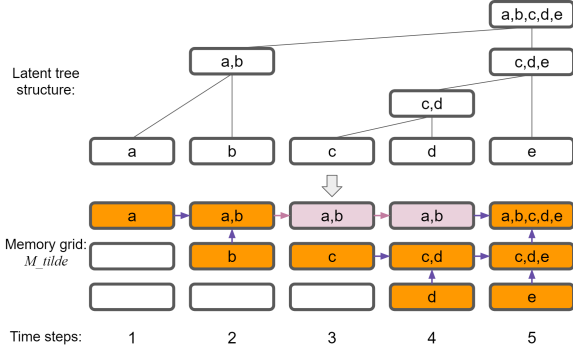 a,b,c,d,e
a,b
c,d,e
Latent tree
structure:
c,d
a b c d e
a a,b a,b a,b a,b,c,d,e
Memory grid:
M_tilde
b c c,d c,d,e
d e
Time steps: 1 2 3 4 5